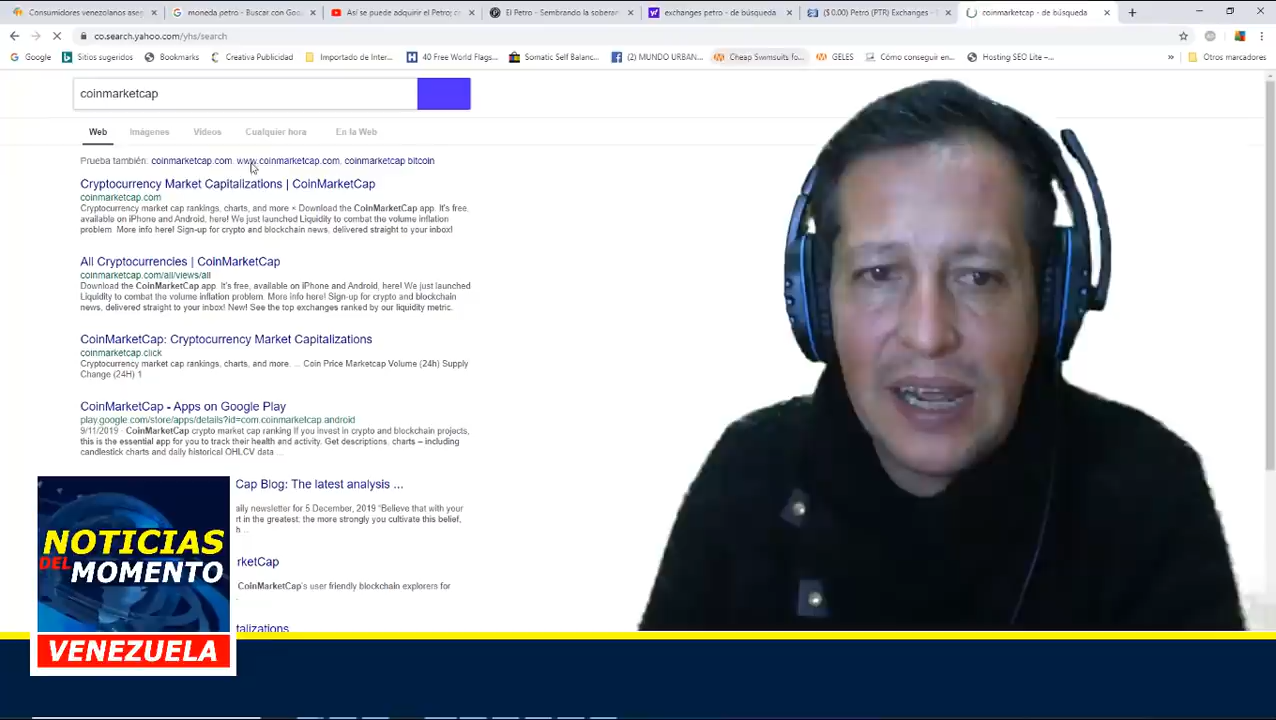 Consumidores venezolanos aseg
moneda petro - Buscar con Goo
Así se puede adquirir el Petro; c
El Petro – Sembrando la sobera
exchanges petro - de búsqueda
($ 0.00) Petro (PTR) Exchanges -
coinmarketcap - de búsqueda
co.search.yahoo.com/yhs/search
Google
Sitios sugeridos
Bookmarks
Creativa Publicidad
Importado de Inter...
40 Free World Flags...
Somatic Self Balanc...
(2) MUNDO URBAN...
Cheap Swimsuits fo...
GELES
Cómo conseguir en...
Hosting SEO Ilite –...
»
Otros marcadores
coinmarketcap
Web
Imágenes
Videos
Cualquier hora
En la Web
Prueba también: coinmarketcap.com, www.coinmarketcap.com, coinmarketcap bitcoin
Cryptocurrency Market Capitalizations | CoinMarketCap
coinmarketcap.com
Cryptocurrency market cap rankings, charts, and more × Download the CoinMarketCap app. It's free,
available on iPhone and Android, here! We just launched Liquidity to combat the volume inflation
problem. More info here! Sign-up for crypto and blockchain news, delivered straight to your inbox!
All Cryptocurrencies | CoinMarketCap
coinmarketcap.com/all/views/all
Download the CoinMarketCap app. It's free, available on iPhone and Android, here! We just launched
Liquidity to combat the volume inflation problem. More info here! Sign-up for crypto and blockchain
news, delivered straight to your inbox! New! See the top exchanges ranked by our liquidity metric.
CoinMarketCap: Cryptocurrency Market Capitalizations
coinmarketcap.click
Cryptocurrency market cap rankings, charts, and more. ... Coin Price Marketcap Volume (24h) Supply
Change (24H) 1
CoinMarketCap - Apps on Google Play
play.google.com/store/apps/details?id=com.coinmarketcap.android
9/11/2019 · CoinMarketCap crypto market cap ranking If you invest in crypto and blockchain projects,
this is the essential app for you to track their health and activity. Get descriptions, charts – including
candlestick charts and daily historical OHLCV data ...
Cap Blog: The latest analysis ...
aily newsletter for 5 December, 2019 “Believe that with your
rt in the greatest; the more strongly you cultivate this belief,
h ...
rketCap
CoinMarketCap's user friendly blockchain explorers for
talizations
NOTICIAS
DEL MOMENTO
VENEZUELA